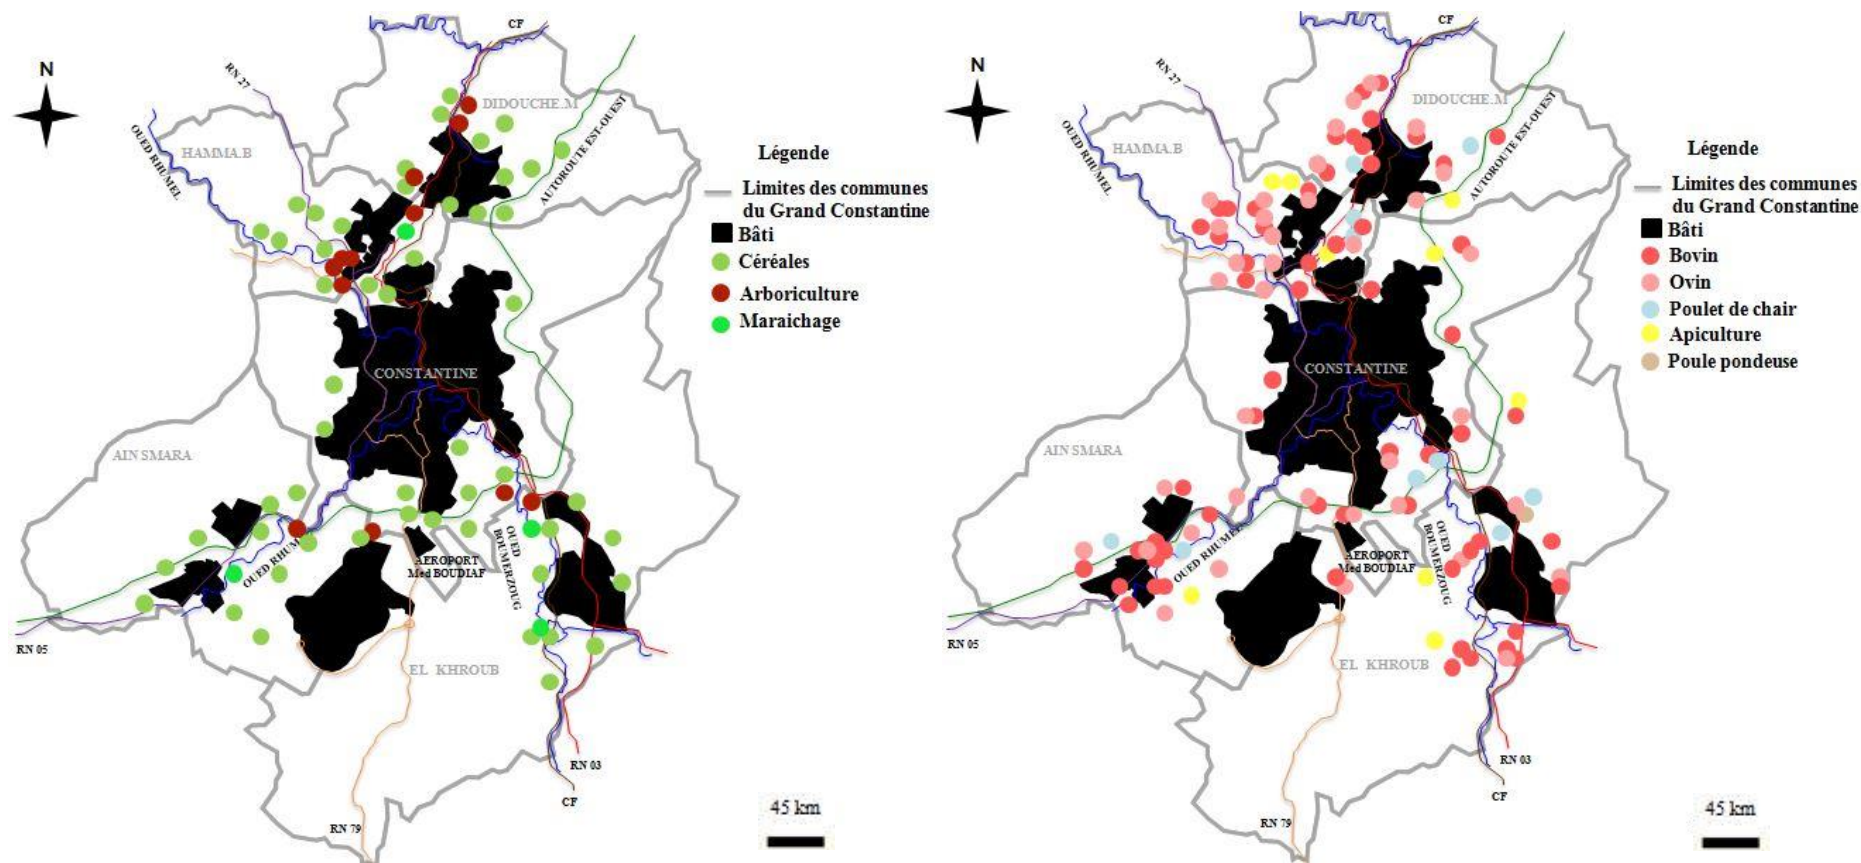 CF
N
RN 27
DIDOUCHE.M
OUED RHUMEL
HAMMA.B
AUTOROUTE EST-OUEST
Légende
Limites des communes
du Grand Constantine
Bâti
Céréales
Arboriculture
Maraichage
CONSTANTINE
AIN SMARA
OUED RHUM
AEROPORT
Med BOUDIAF
OUED
BOUMERZOUG
RN 05
EL KHROUB
RN 03
CF
RN 79
45 km
CF
N
RN 27
DIDOUCHE.M
OUED RHUMEL
HAMMA.B
AUTOROUTE EST-OUEST
Légende
Limites des communes
du Grand Constantine
Bâti
Bovin
Ovin
Poulet de chair
Apiculture
Poule pondeuse
CONSTANTINE
AIN SMARA
OUED RHUMEL
AEROPORT
Med BOUDIAF
OUED
BOUMERZOUG
RN 05
EL KHROUB
RN 03
CF
RN 79
45 km